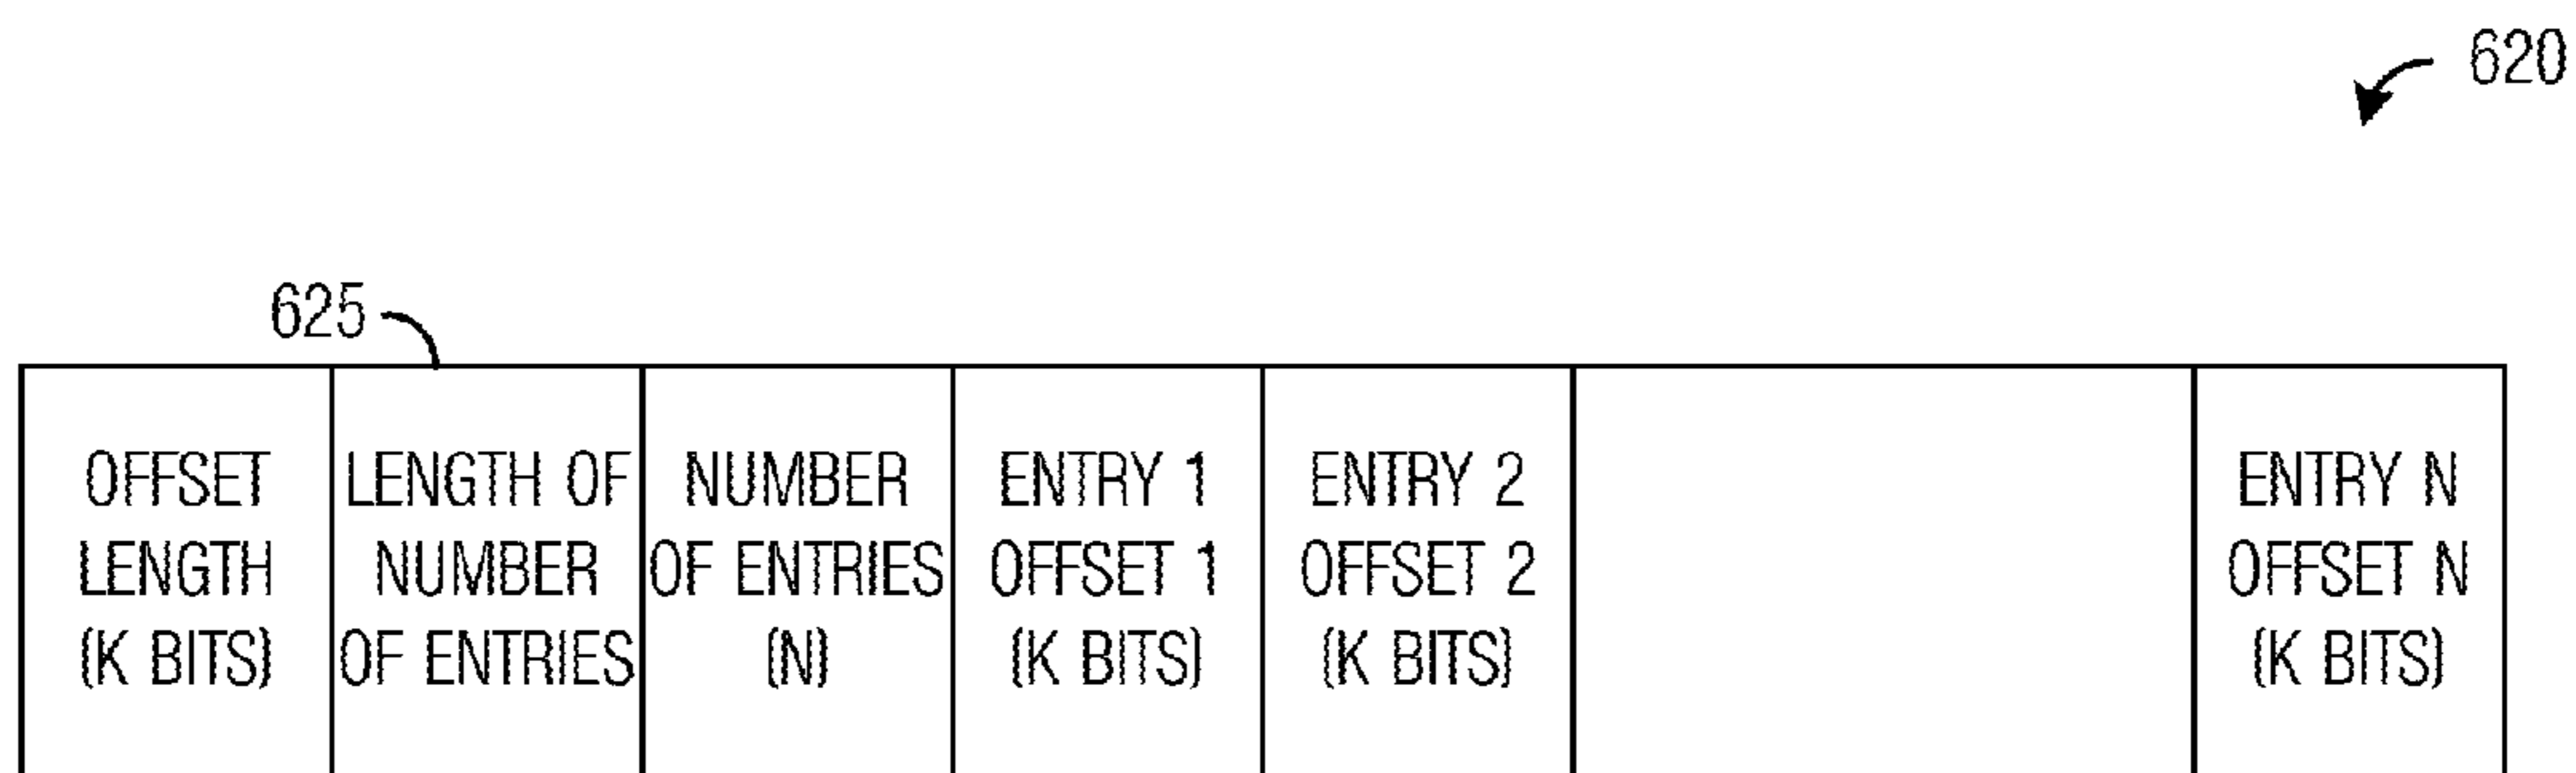 620
625
OFFSET
LENGTH
(K BITS)
LENGTH OF
NUMBER
OF ENTRIES
NUMBER
OF ENTRIES
(N)
ENTRY 1
OFFSET 1
(K BITS)
ENTRY 2
OFFSET 2
(K BITS)
ENTRY N
OFFSET N
(K BITS)